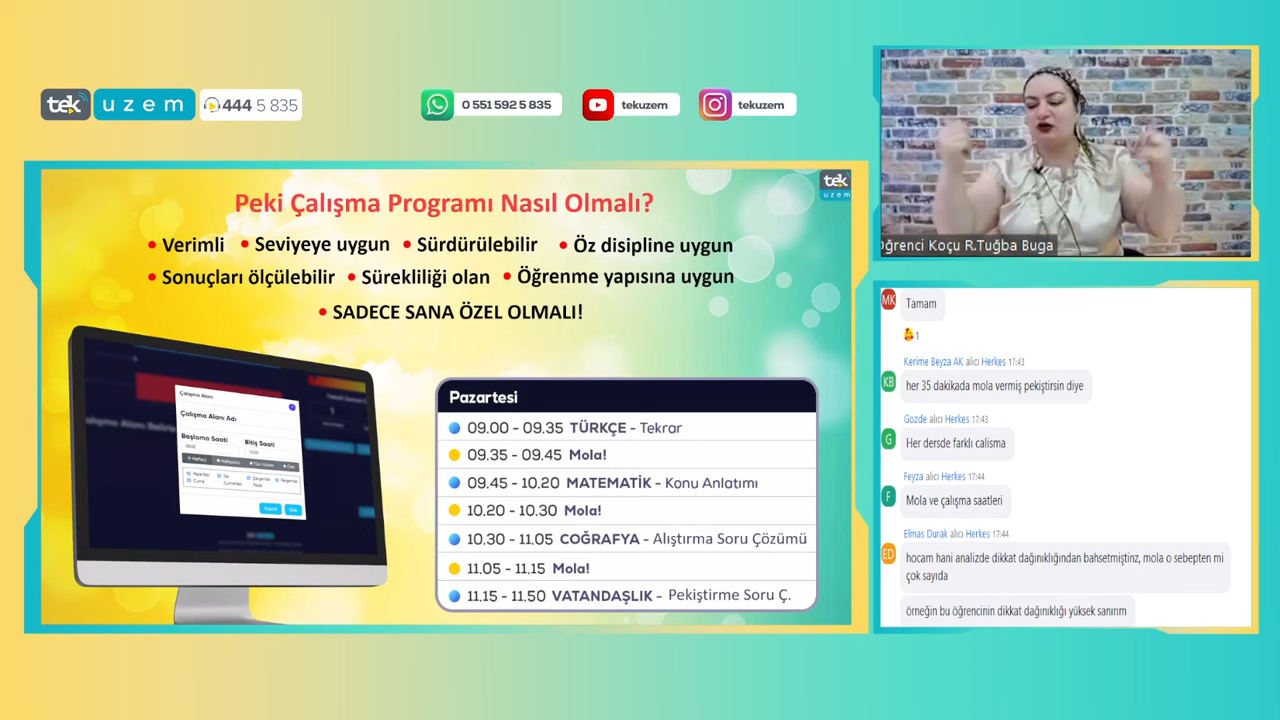 tek uzem 444 5 835
0 551 592 5 835
tekuzem
tekuzem
tek uzem
Peki Çalışma Programı Nasıl Olmalı?
• Verimli • Seviyeye uygun • Sürdürülebilir • Öz disipline uygun
• Sonuçları ölçülebilir • Sürekliliği olan • Öğrenme yapısına uygun
• SADECE SANA ÖZEL OLMALI!
Çalışma Alanı
Çalışma Alanı Adı
Başlama Saati Bitiş Saati
Pazartesi
09.00 - 09.35 TÜRKÇE - Tekrar
09.35 - 09.45 Mola!
09.45 - 10.20 MATEMATİK - Konu Anlatımı
10.20 - 10.30 Mola!
10.30 - 11.05 COĞRAFYA - Alıştırma Soru Çözümü
11.05 - 11.15 Mola!
11.15 - 11.50 VATANDAŞLIK - Pekiştirme Soru Ç.
Öğrenci Koçu R.Tuğba Buga
MK Tamam
1
Kerime Beyza AK alıcı Herkes 17:43
KB her 35 dakikada mola vermiş pekiştirsin diye
Gozde alıcı Herkes 17:43
G Her dersde farklı calisma
Feyza alıcı Herkes 17:44
F Mola ve çalışma saatleri
Elmas Durak alıcı Herkes 17:44
ED hocam hani analizde dikkat dağınıklığından bahsetmiştinz, mola o sebepten mi
çok sayıda
örneğin bu öğrencinin dikkat dağınıklığı yüksek sanırım